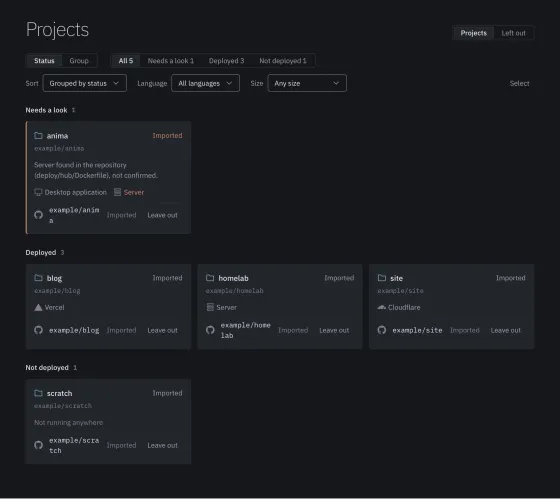 Projects
Projects Left out
Status Group All 5 Needs a look 1 Deployed 3 Not deployed 1
Sort Grouped by status Language All languages Size Any size Select
Needs a look 1
anima Imported
example/anima
Server found in the repository
(deploy/hub/Dockerfile), not confirmed.
Desktop application Server
example/anim
a
Imported Leave out
Deployed 3
blog Imported
example/blog
Vercel
example/blog Imported Leave out
homelab Imported
example/homelab
Server
example/home
lab
Imported Leave out
site Imported
example/site
Cloudflare
example/site Imported Leave out
Not deployed 1
scratch Imported
example/scratch
Not running anywhere
example/scra
tch
Imported Leave out